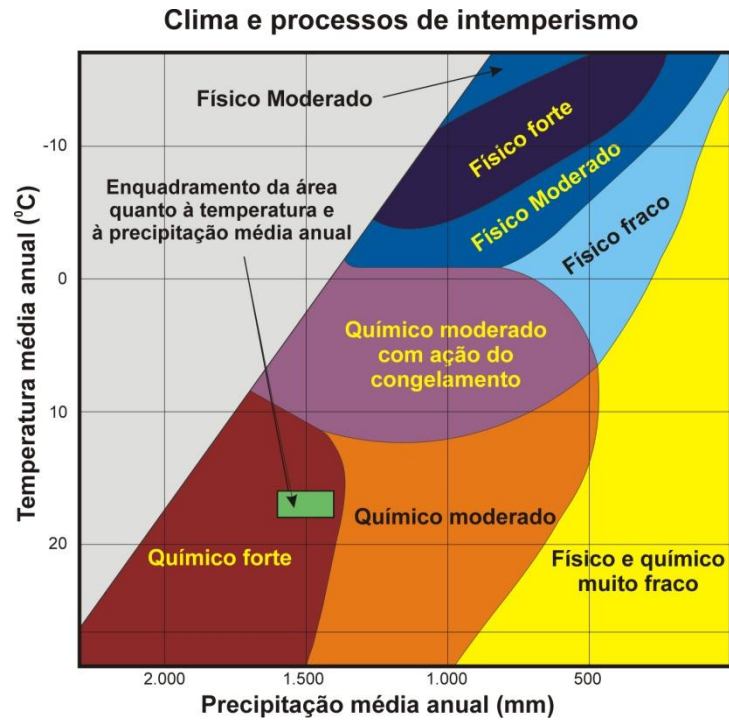 Clima e processos de intemperismo
Físico Moderado
Físico forte
Físico Moderado
Físico fraco
Enquadramento da área
quanto à temperatura e
à precipitação média anual
Químico moderado
com ação do
congelamento
Químico moderado
Químico forte
Físico e químico
muito fraco
Temperatura média anual (°C)
-10
0
10
20
2.000
1.500
1.000
500
Precipitação média anual (mm)